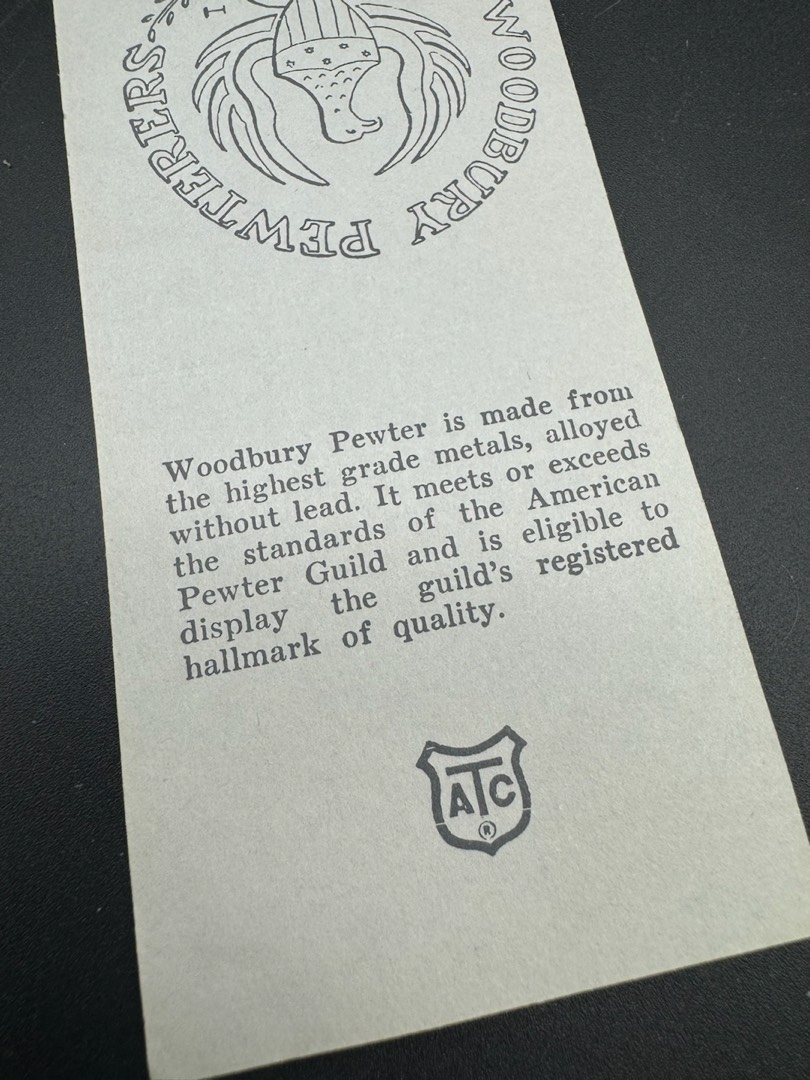 WOODBURY PEWTERERS
Woodbury Pewter is made from
the highest grade metals, alloyed
without lead. It meets or exceeds
the standards of the American
Pewter Guild and is eligible to
display the guild's registered
hallmark of quality.
ATC
®